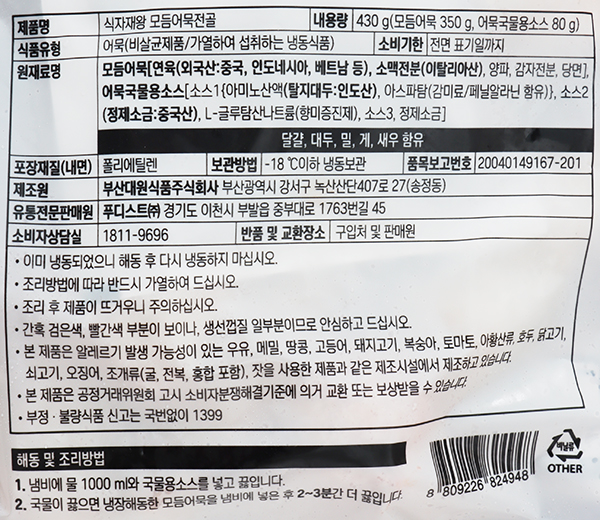 제품명 식자재왕 모듬어묵전골 내용량 430 g(모듬어묵 350 g, 어묵국물용소스 80 g)
식품유형 어묵(비살균제품/가열하여 섭취하는 냉동식품) 소비기한 전면 표기일까지
원재료명 모듬어묵[연육(외국산:중국, 인도네시아, 베트남 등), 소맥전분(이탈리아산), 양파, 감자전분, 당면],
어묵국물용소스[소스1{아미노산액(탈지대두:인도산), 아스파탐(감미료/페닐알라닌 함유)}, 소스2
(정제소금:중국산), L-글루탐산나트륨(향미증진제), 소스3, 정제소금]
달걀, 대두, 밀, 게, 새우 함유
포장재질(내면) 폴리에틸렌 보관방법 -18 ℃이하 냉동보관 품목보고번호 20040149167-201
제조원 부산대원식품주식회사 부산광역시 강서구 녹산산단407로 27(송정동)
유통전문판매원 푸디스트㈜ 경기도 이천시 부발읍 중부대로 1763번길 45
소비자상담실 1811-9696 반품 및 교환장소 구입처 및 판매원
• 이미 냉동되었으니 해동 후 다시 냉동하지 마십시오.
• 조리방법에 따라 반드시 가열하여 드십시오.
• 조리 후 제품이 뜨거우니 주의하십시오.
• 간혹 검은색, 빨간색 부분이 보이나, 생선껍질 일부분이므로 안심하고 드십시오.
• 본 제품은 알레르기 발생 가능성이 있는 우유, 메밀, 땅콩, 고등어, 돼지고기, 복숭아, 토마토, 아황산류, 호두, 닭고기,
쇠고기, 오징어, 조개류(굴, 전복, 홍합 포함), 잣을 사용한 제품과 같은 제조시설에서 제조하고 있습니다.
• 본 제품은 공정거래위원회 고시 소비자분쟁해결기준에 의거 교환 또는 보상받을 수 있습니다.
• 부정 · 불량식품 신고는 국번없이 1399
해동 및 조리방법
1. 냄비에 물 1000 ml와 국물용소스를 넣고 끓입니다.
2. 국물이 끓으면 냉장해동한 모듬어묵을 냄비에 넣은 후 2~3분간 더 끓입니다.
비닐류
OTHER
8 809226 824948